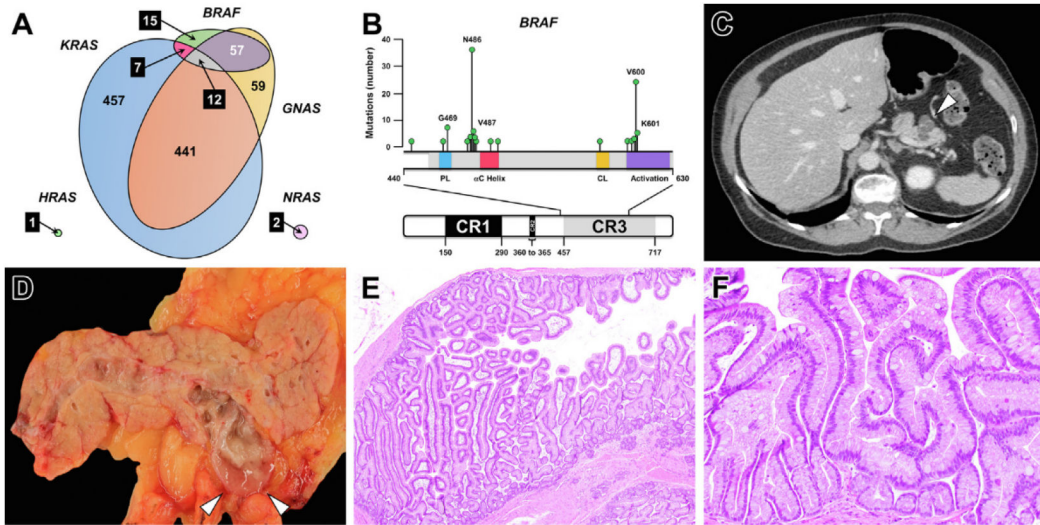 A
15
BRAF
KRAS
57
7
12
59
457
GNAS
441
HRAS
NRAS
1
2
B
BRAF
Mutations (number)
40
30
20
10
0
N486
V600
G469
V487
K601
PL
αC Helix
CL
Activation
440
630
CR1
CR3
150
290
360 to 365
457
717
C
D
E
F